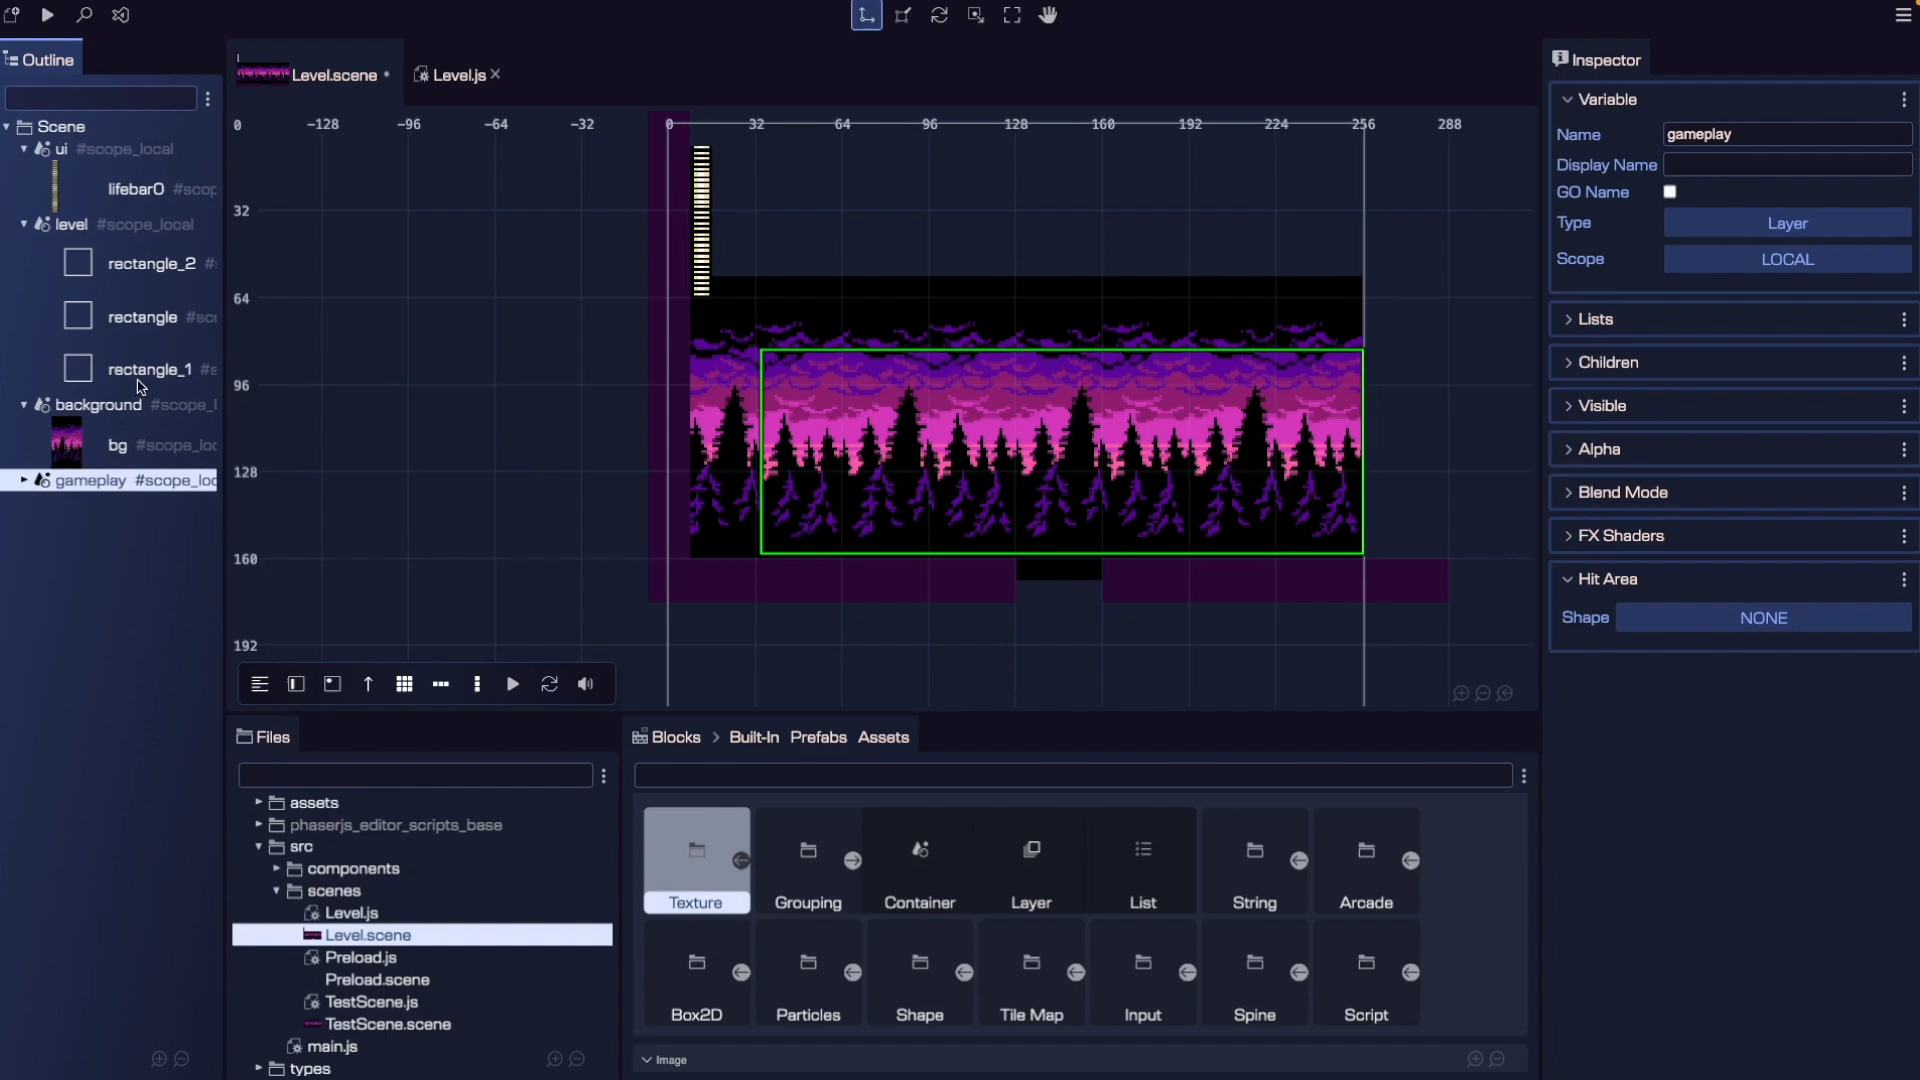 Outline
Level.scene
Level.js
Inspector
Variable
Name gameplay
Display Name
GO Name
Type Layer
Scope LOCAL
Lists
Children
Visible
Alpha
Blend Mode
FX Shaders
Hit Area
Shape NONE
Scene
ui #scope_local
lifebar0 #scop
level #scope_local
rectangle_2 #s
rectangle #sco
rectangle_1 #s
background #scope_l
bg #scope_loc
gameplay #scope_loc
0 -128 -96 -64 -32 0 32 64 96 128 160 192 224 256 288
32
64
96
128
160
192
Files
assets
phaserjs_editor_scripts_base
src
components
scenes
Level.js
Level.scene
Preload.js
Preload.scene
TestScene.js
TestScene.scene
main.js
types
Blocks > Built-In Prefabs Assets
Texture Grouping Container Layer List String Arcade
Box2D Particles Shape Tile Map Input Spine Script
Image